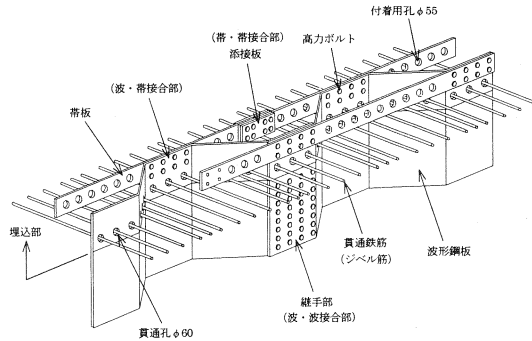 付着用孔φ55
(帯・帯接合部)
添接板
高力ボルト
(波・帯接合部)
帯板
埋込部
貫通鉄筋
(ジベル筋)
波形鋼板
継手部
(波・波接合部)
貫通孔φ60